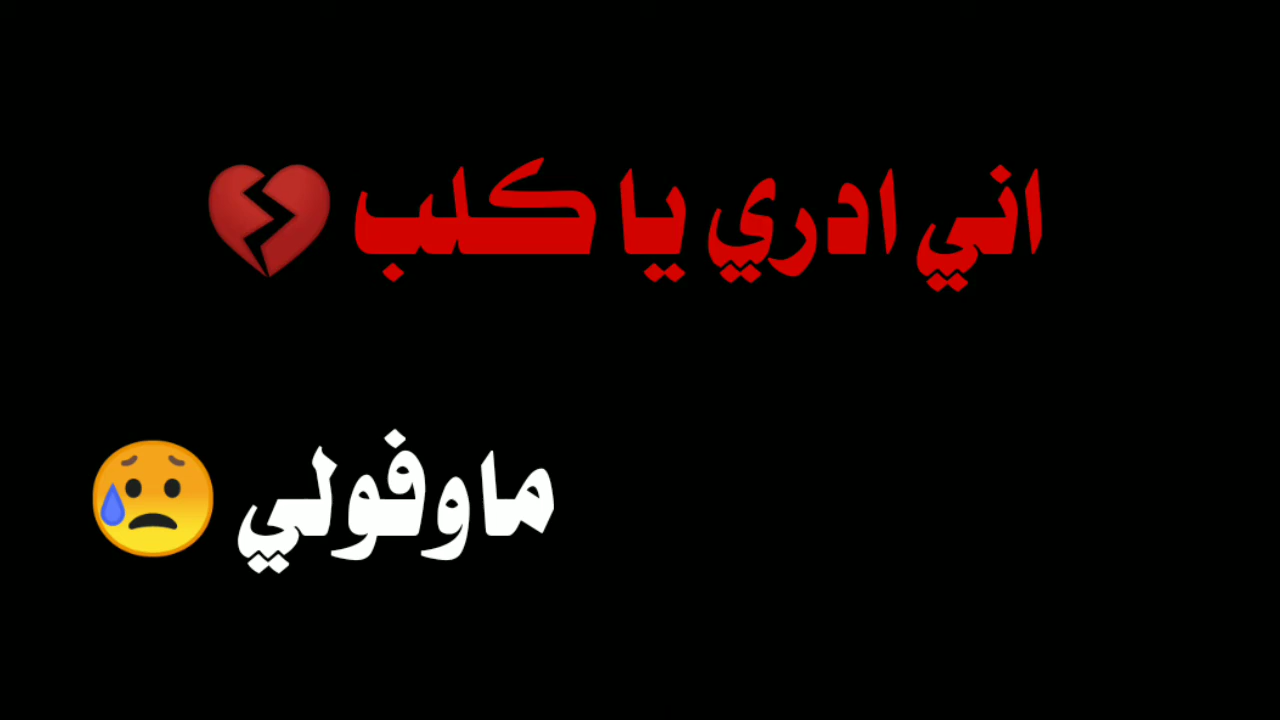 اني ادري يا كلب 💔
ماوفولي 😥